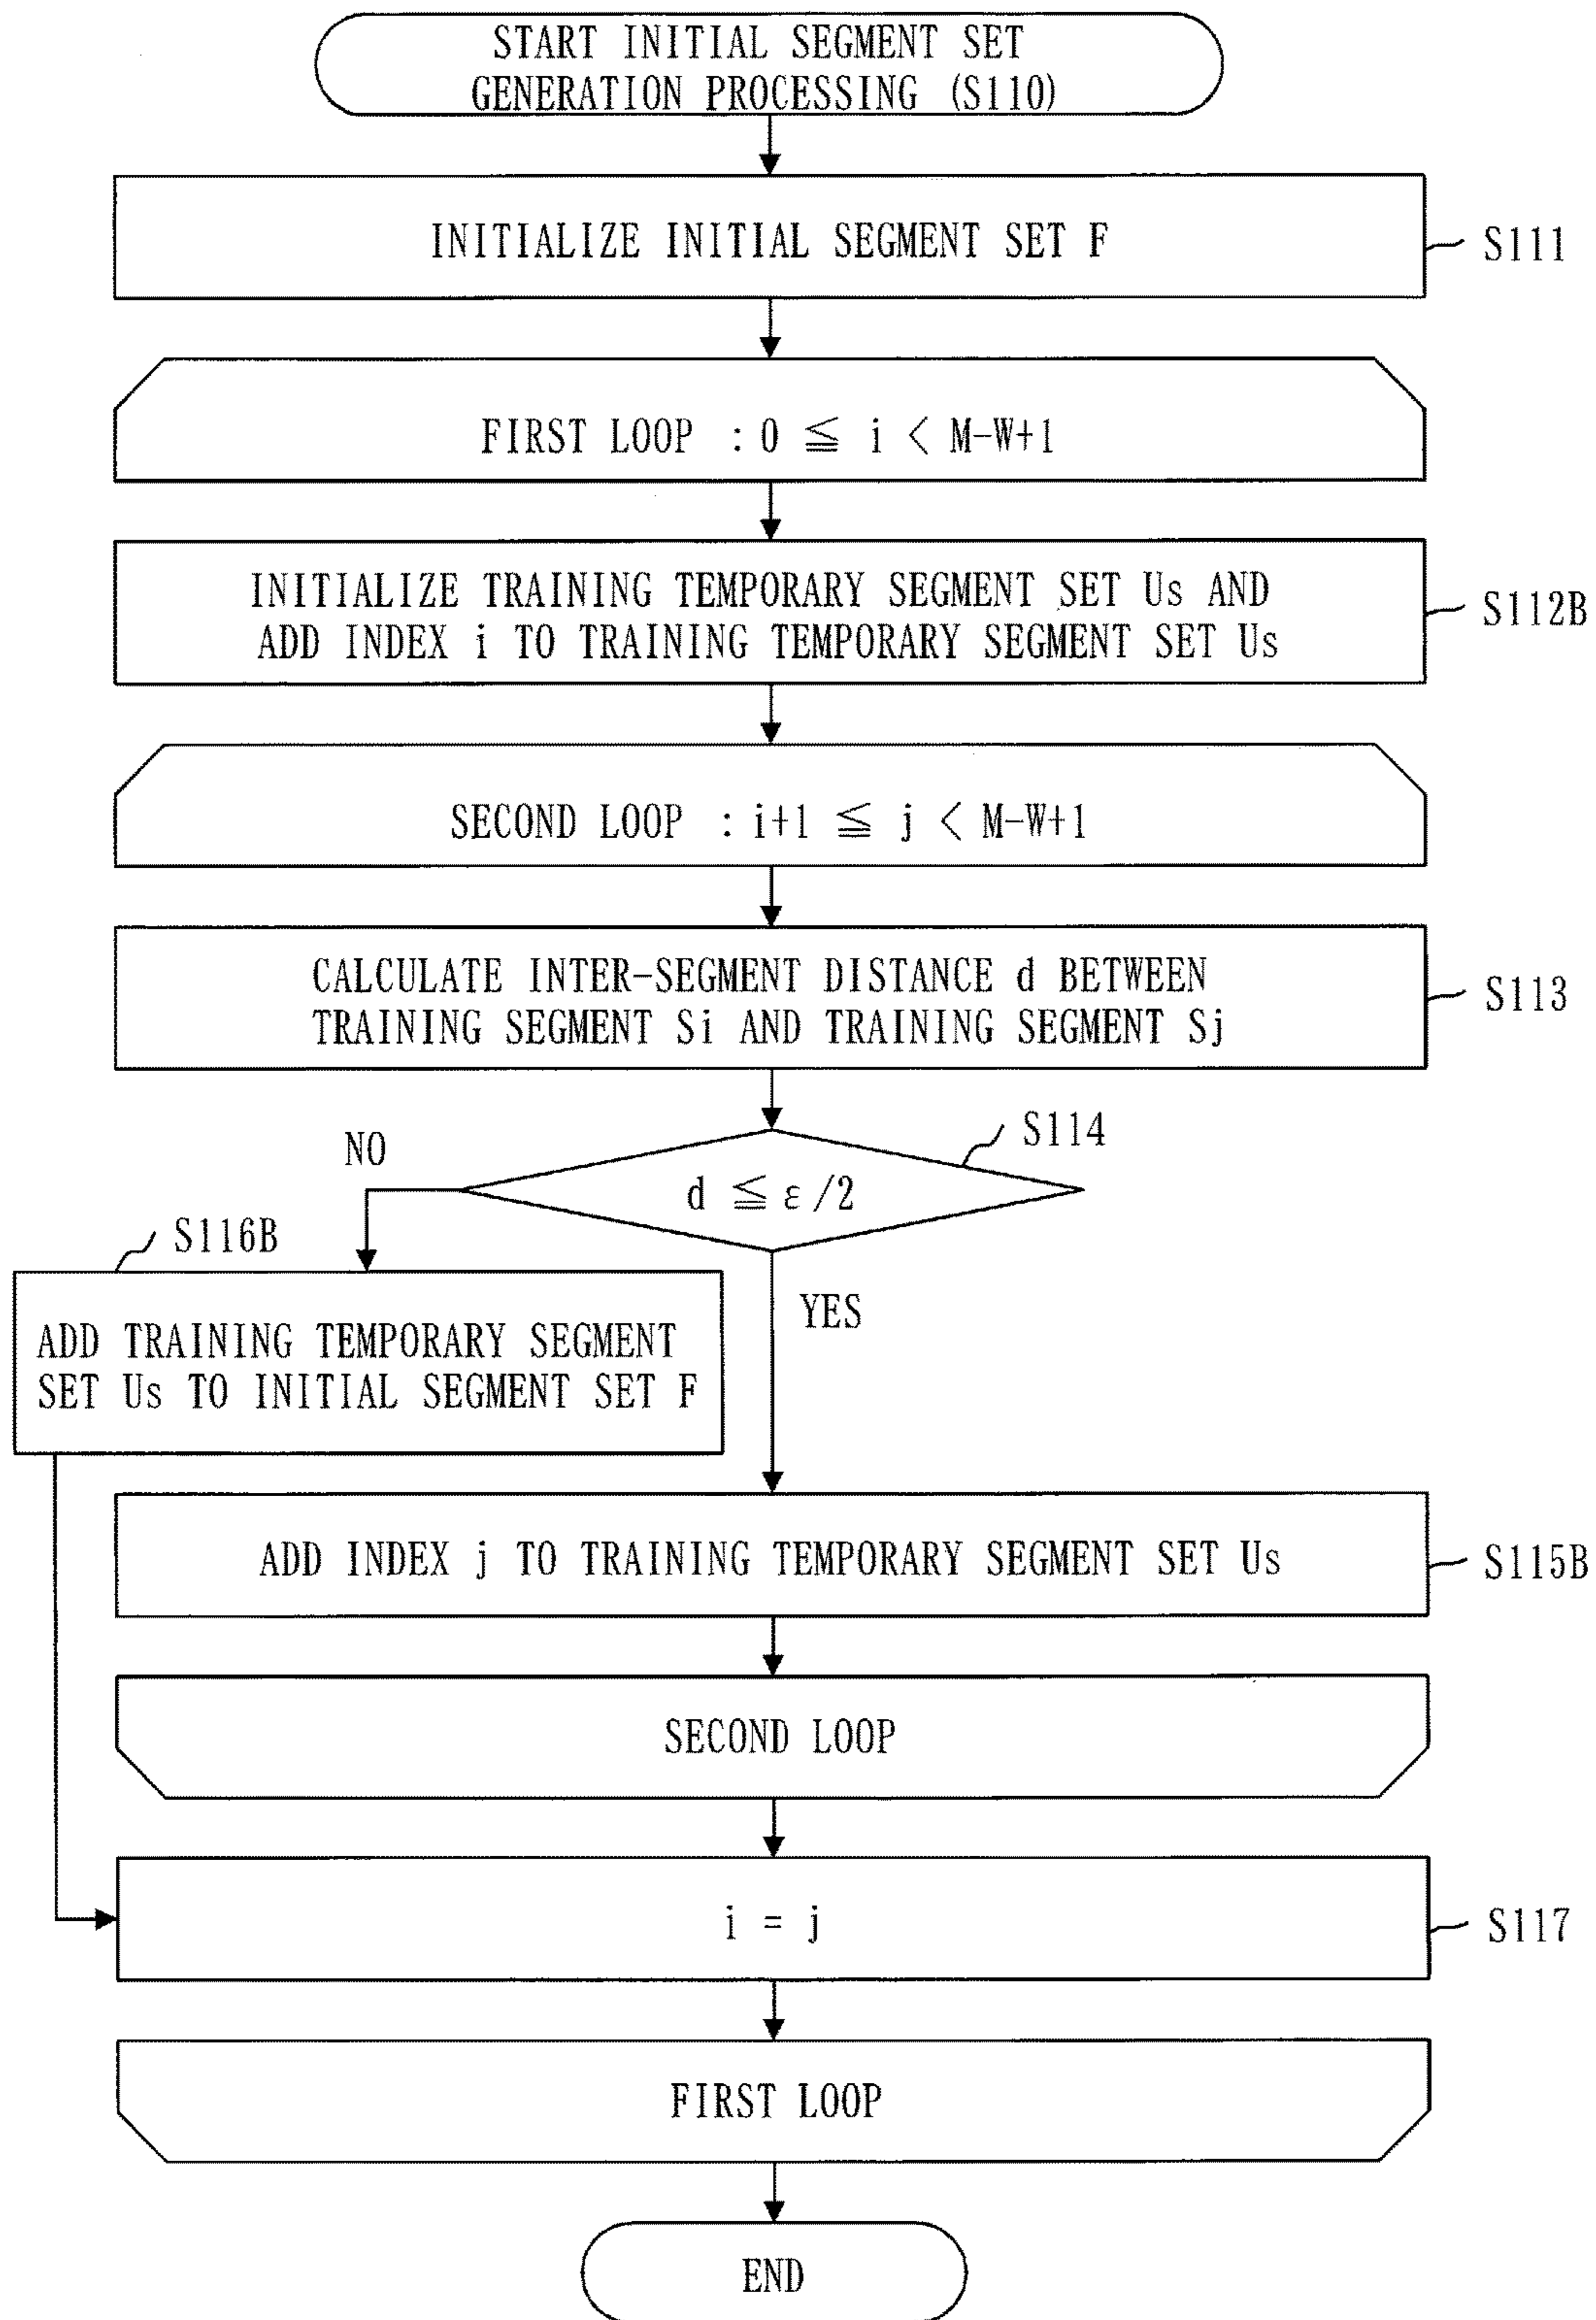 START INITIAL SEGMENT SET
GENERATION PROCESSING (S110)
INITIALIZE INITIAL SEGMENT SET F
S111
FIRST LOOP : 0 ≦ i < M-W+1
INITIALIZE TRAINING TEMPORARY SEGMENT SET Us AND
ADD INDEX i TO TRAINING TEMPORARY SEGMENT SET Us
S112B
SECOND LOOP : i+1 ≦ j < M-W+1
CALCULATE INTER-SEGMENT DISTANCE d BETWEEN
TRAINING SEGMENT Si AND TRAINING SEGMENT Sj
S113
S114
NO
d ≦ ε/2
S116B
YES
ADD TRAINING TEMPORARY SEGMENT
SET Us TO INITIAL SEGMENT SET F
ADD INDEX j TO TRAINING TEMPORARY SEGMENT SET Us
S115B
SECOND LOOP
i = j
S117
FIRST LOOP
END